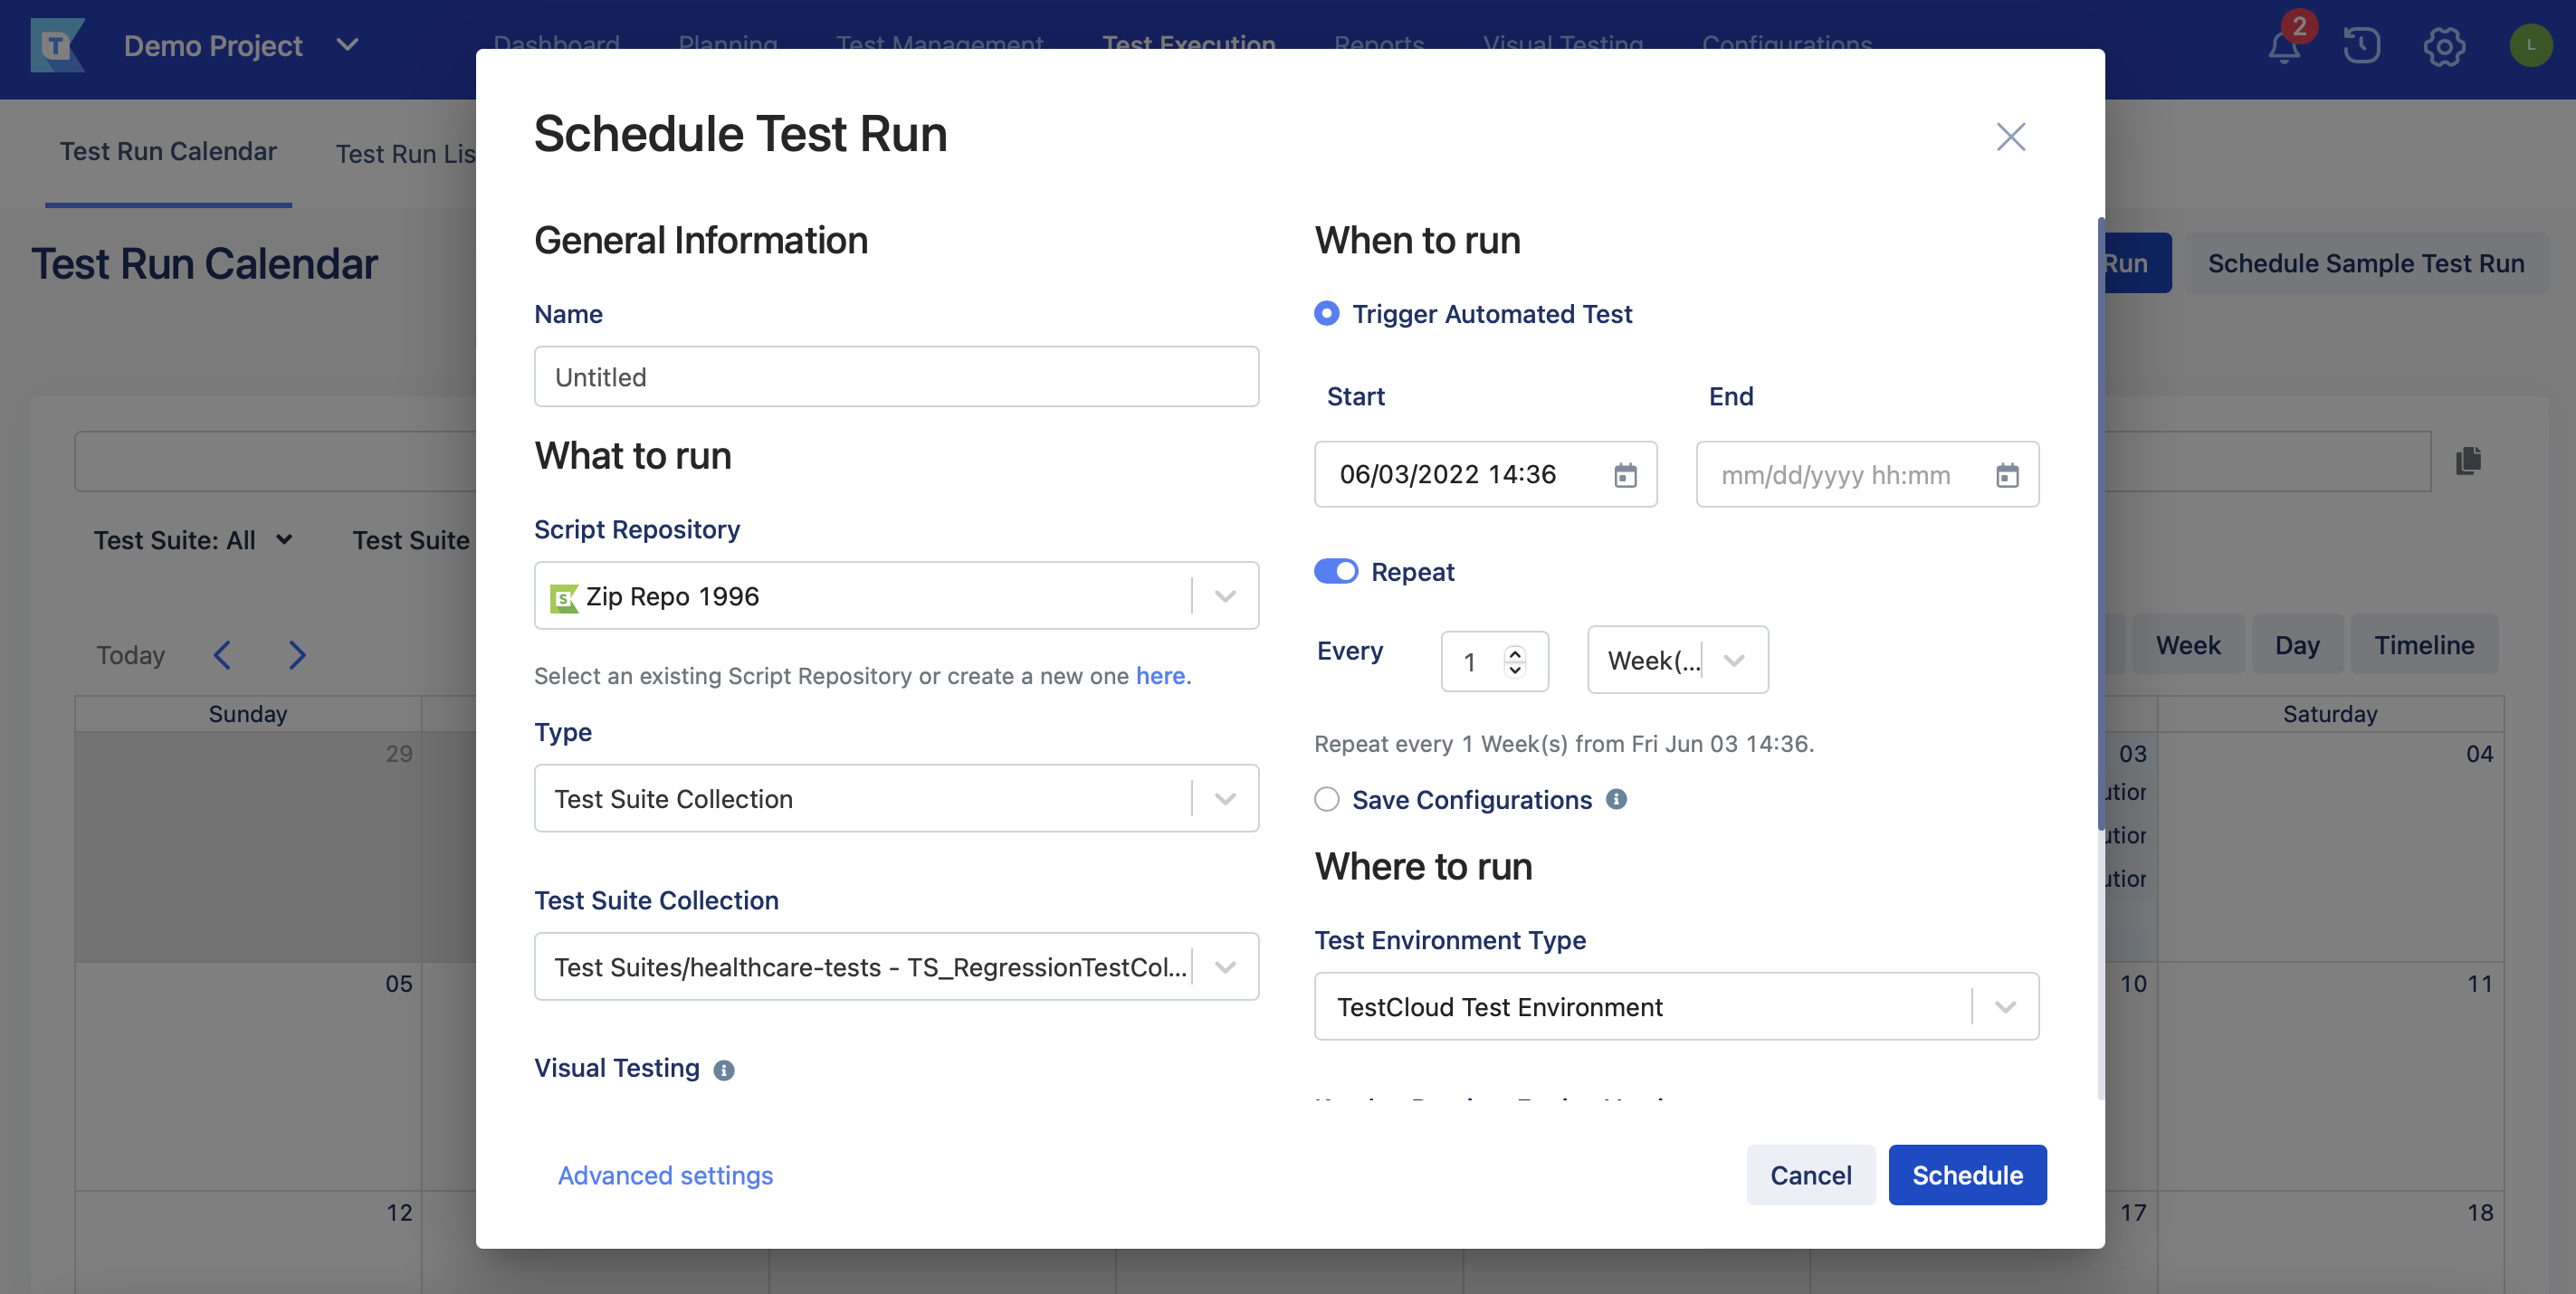 Demo Project
Dashboard
Planning
Test Management
Test Execution
Reports
Visual Testing
Configurations
2
L
Test Run Calendar
Test Run Lis
Test Run Calendar
Run
Schedule Sample Test Run
Test Suite: All
Test Suite
Today
Week
Day
Timeline
Sunday
Saturday
29
03
04
05
10
11
12
17
18
Schedule Test Run
General Information
Name
Untitled
What to run
Script Repository
Zip Repo 1996
Select an existing Script Repository or create a new one here.
Type
Test Suite Collection
Test Suite Collection
Test Suites/healthcare-tests - TS_RegressionTestCol...
Visual Testing
Advanced settings
When to run
Trigger Automated Test
Start
End
06/03/2022 14:36
mm/dd/yyyy hh:mm
Repeat
Every
1
Week(...
Repeat every 1 Week(s) from Fri Jun 03 14:36.
Save Configurations
Where to run
Test Environment Type
TestCloud Test Environment
Cancel
Schedule